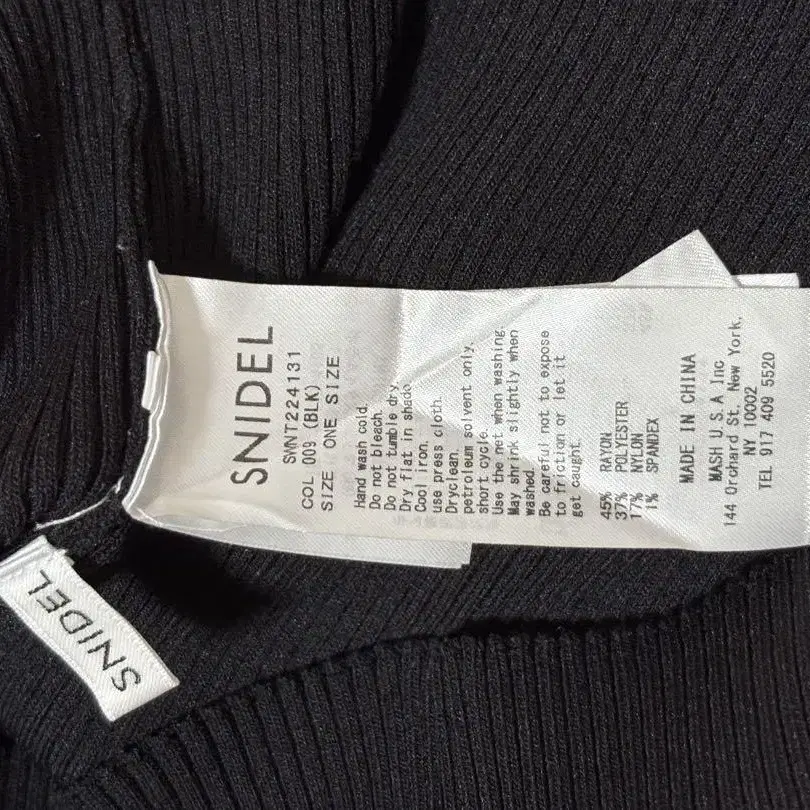 SNIDEL
SWNT224131
COL 009 (BLK)
SIZE ONE SIZE
Hand wash cold.
Do not bleach.
Do not tumble dry.
Dry flat in shade
Cool iron.
use press cloth.
Dryclean.
petroleum solvent only.
short cycle.
Use the net when washing.
May shrink slightly when
washed.
Be careful not to expose
to friction or let it
get caught.
45% RAYON
37% POLYESTER
17% NYLON
1% SPANDEX
MADE IN CHINA
MASH U.S.A Inc
144 Orchard St. New York,
NY 10002
TEL 917 409 5520
SNIDEL